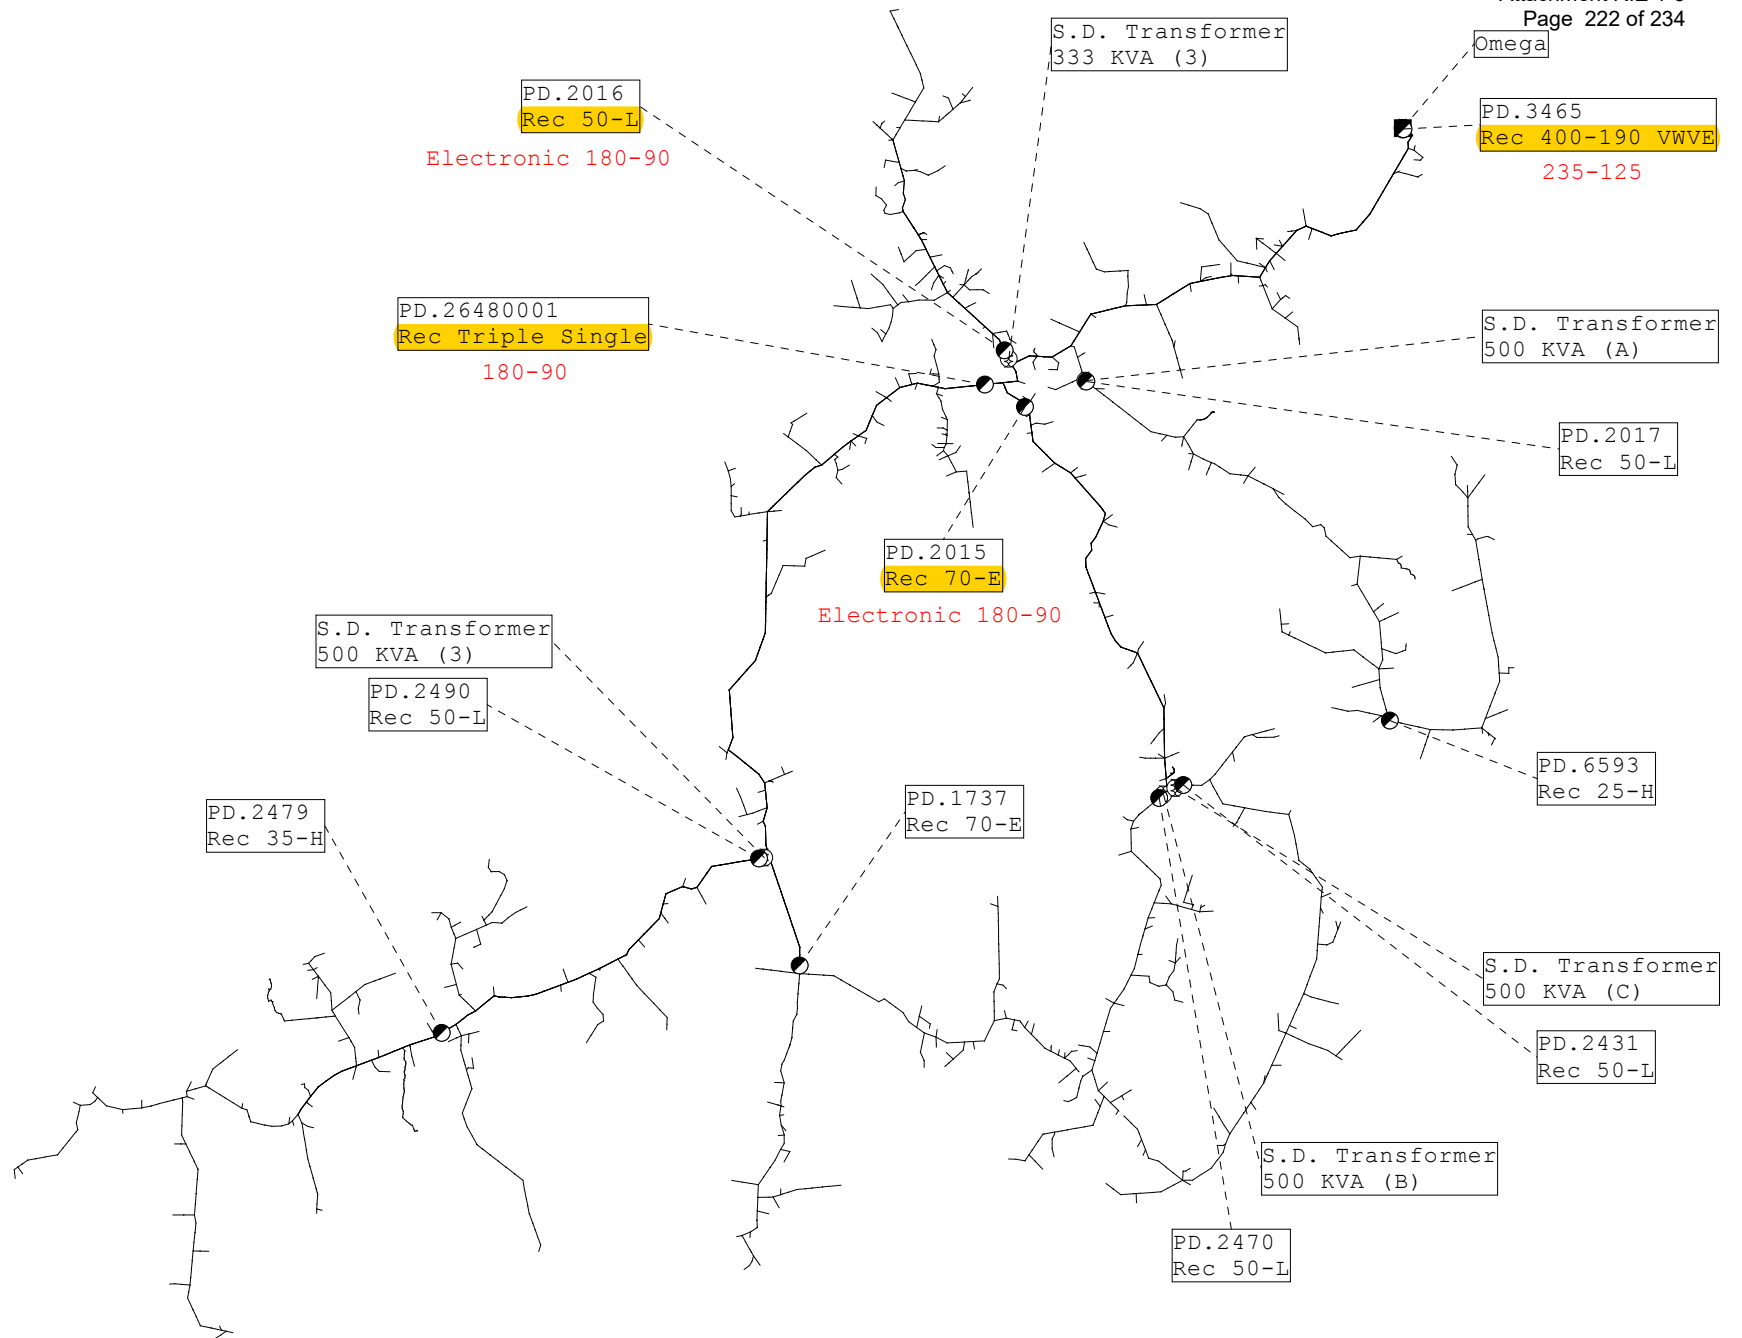 Page 222 of 234
Omega
S.D. Transformer
333 KVA (3)
PD.2016
Rec 50-L
Electronic 180-90
PD.3465
Rec 400-190 VWVE
235-125
PD.26480001
Rec Triple Single
180-90
S.D. Transformer
500 KVA (A)
PD.2017
Rec 50-L
PD.2015
Rec 70-E
Electronic 180-90
S.D. Transformer
500 KVA (3)
PD.2490
Rec 50-L
PD.6593
Rec 25-H
PD.1737
Rec 70-E
PD.2479
Rec 35-H
S.D. Transformer
500 KVA (C)
PD.2431
Rec 50-L
S.D. Transformer
500 KVA (B)
PD.2470
Rec 50-L